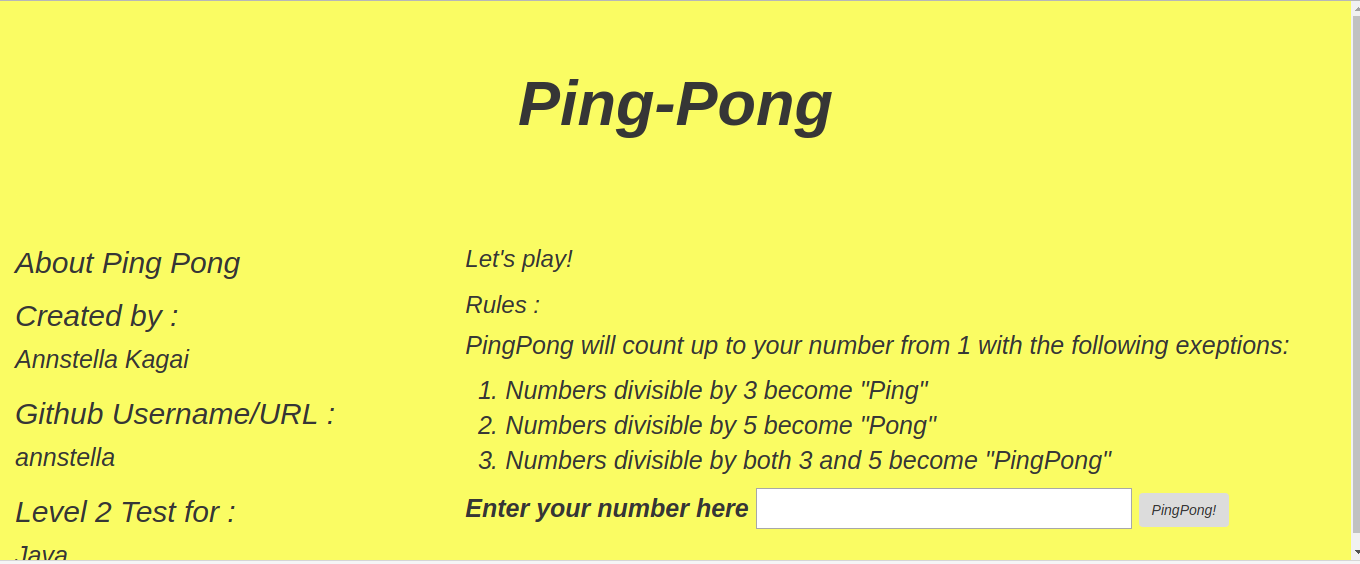 Ping-Pong
About Ping Pong
Created by :
Annstella Kagai
Github Username/URL :
annstella
Level 2 Test for :
Java
Let's play!
Rules :
PingPong will count up to your number from 1 with the following exeptions:
1. Numbers divisible by 3 become "Ping"
2. Numbers divisible by 5 become "Pong"
3. Numbers divisible by both 3 and 5 become "PingPong"
Enter your number here
PingPong!